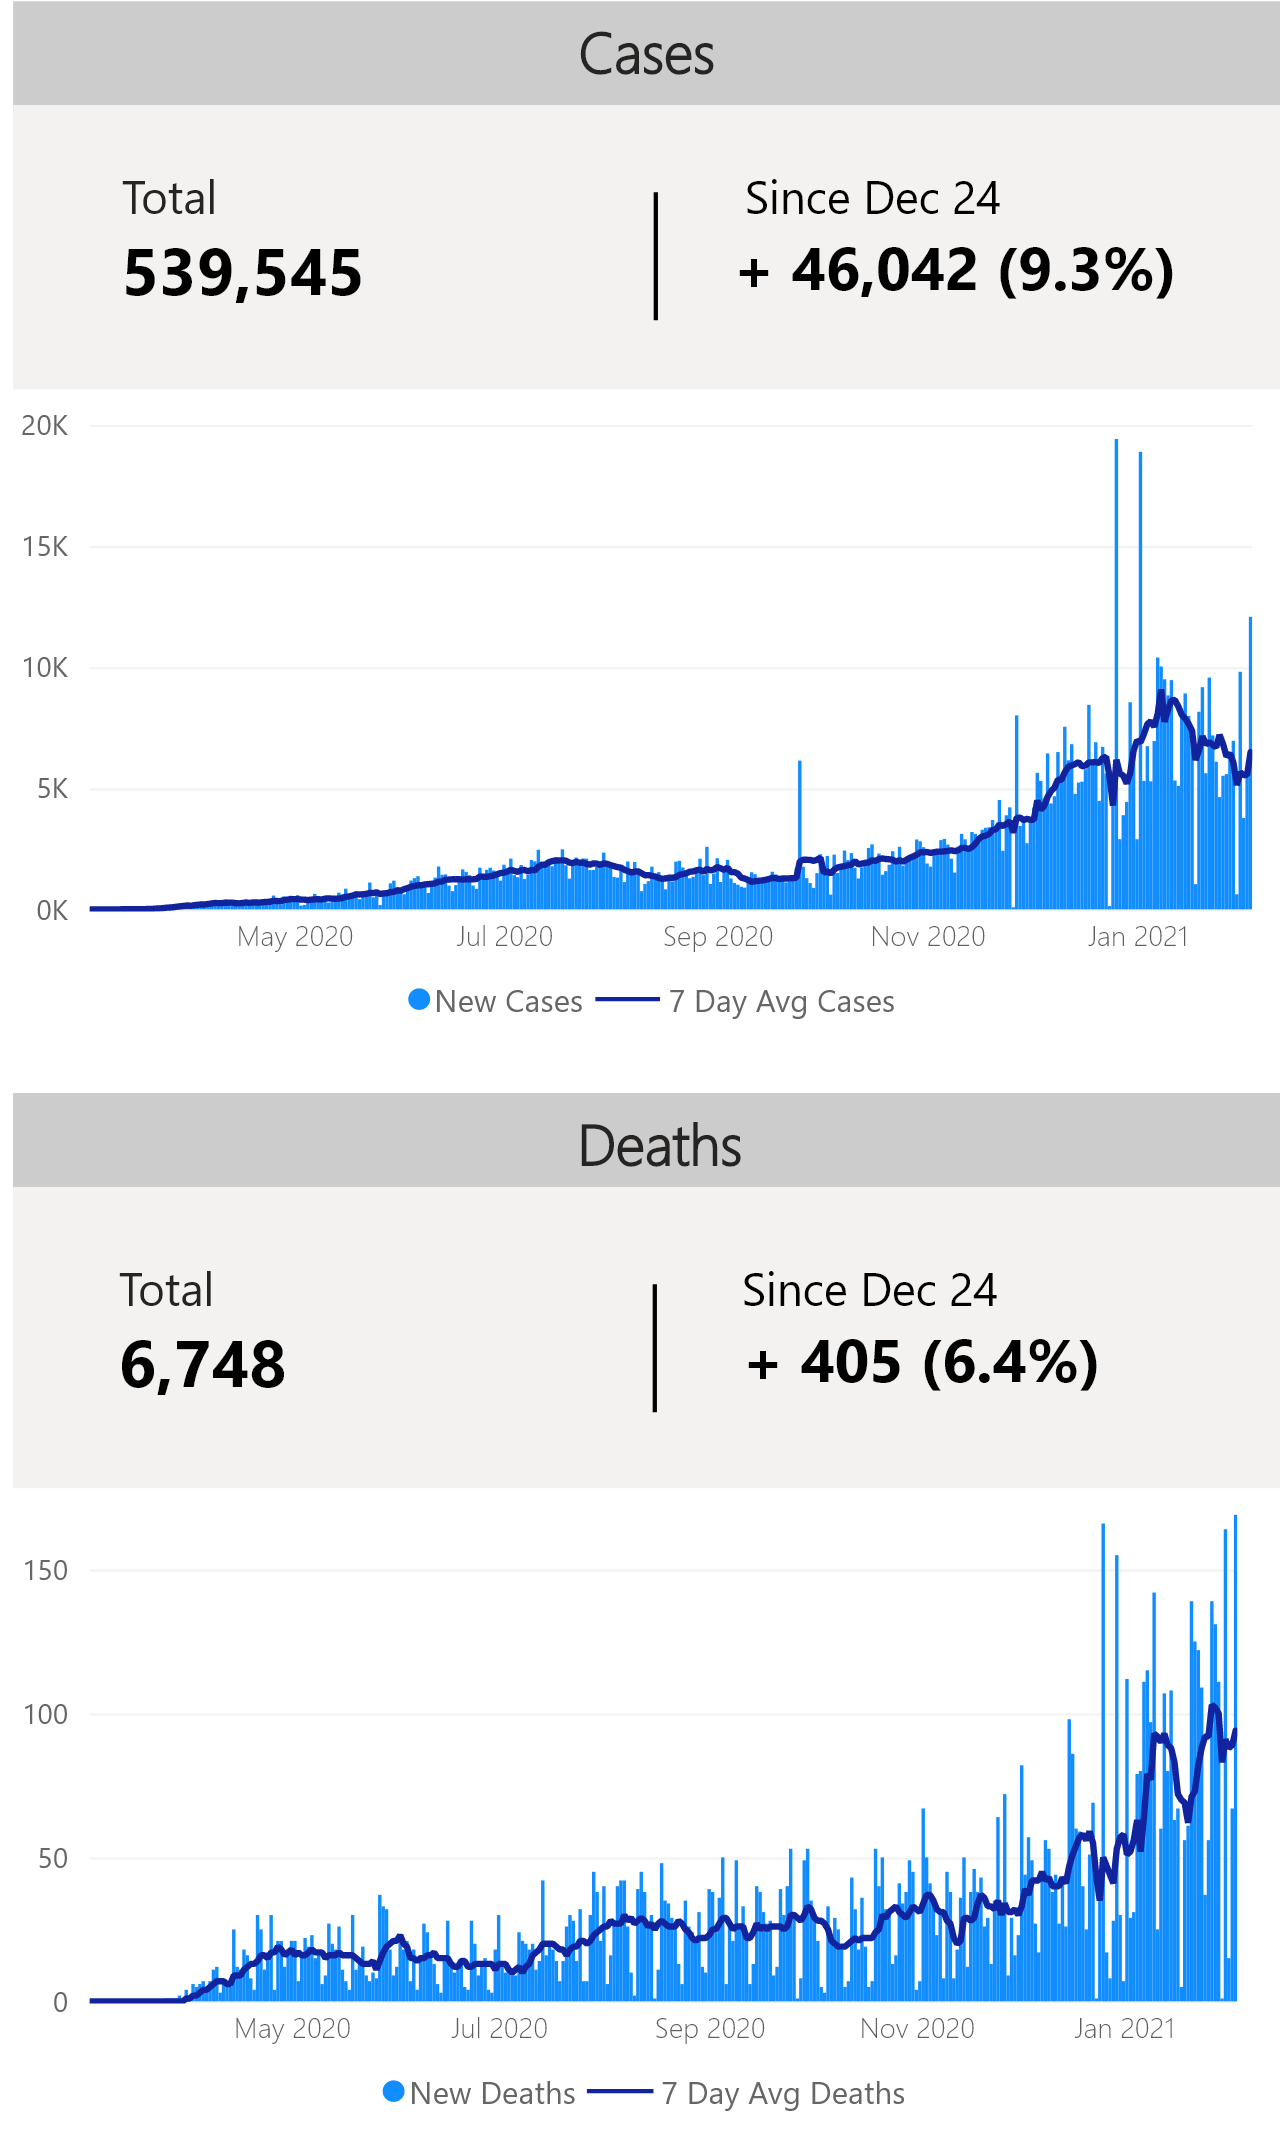 Cases
Total
Since Dec 24
539,545
+ 46,042 (9.3%)
20K
15K
10K
5K
0K
May 2020
Jul 2020
Sep 2020
Nov 2020
Jan 2021
New Cases
7 Day Avg Cases
Deaths
Total
Since Dec 24
6,748
+ 405 (6.4%)
150
100
50
0
May 2020
Jul 2020
Sep 2020
Nov 2020
Jan 2021
New Deaths
7 Day Avg Deaths